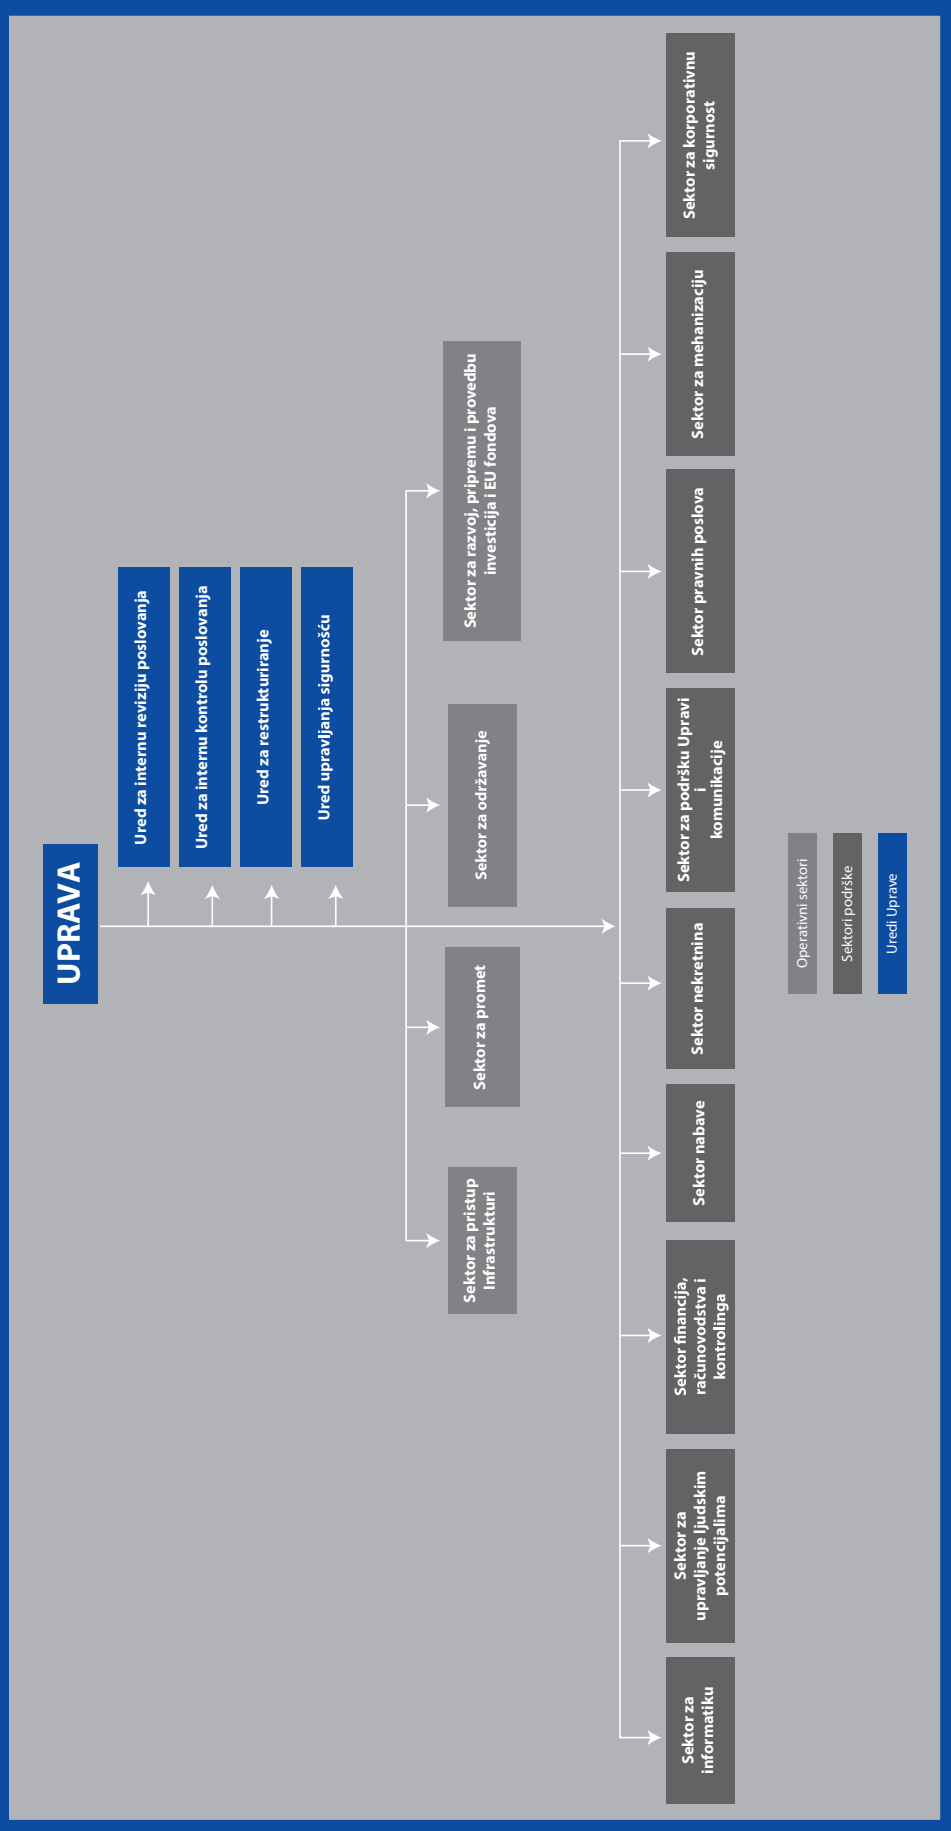 UPRAVA
Ured za internu reviziju poslovanja
Ured za internu kontrolu poslovanja
Ured za restrukturiranje
Ured upravljanja sigurnošću
Sektor za pristup
Infrastrukturi
Sektor za promet
Sektor za održavanje
Sektor za razvoj, pripremu i provedbu
investicija i EU fondova
Sektor za
informatiku
Sektor za
upravljanje ljudskim
potencijalima
Sektor financija,
računovodstva i
kontrolinga
Sektor nabave
Sektor nekretnina
Sektor za podršku Upravi
i
komunikacije
Sektor pravnih poslova
Sektor za mehanizaciju
Sektor za korporativnu
sigurnost
Operativni sektori
Sektori podrške
Uredi Uprave